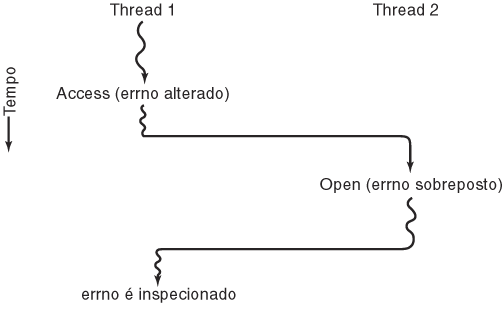 Thread 1
Thread 2
Tempo
Access (errno alterado)
Open (errno sobreposto)
errno é inspecionado